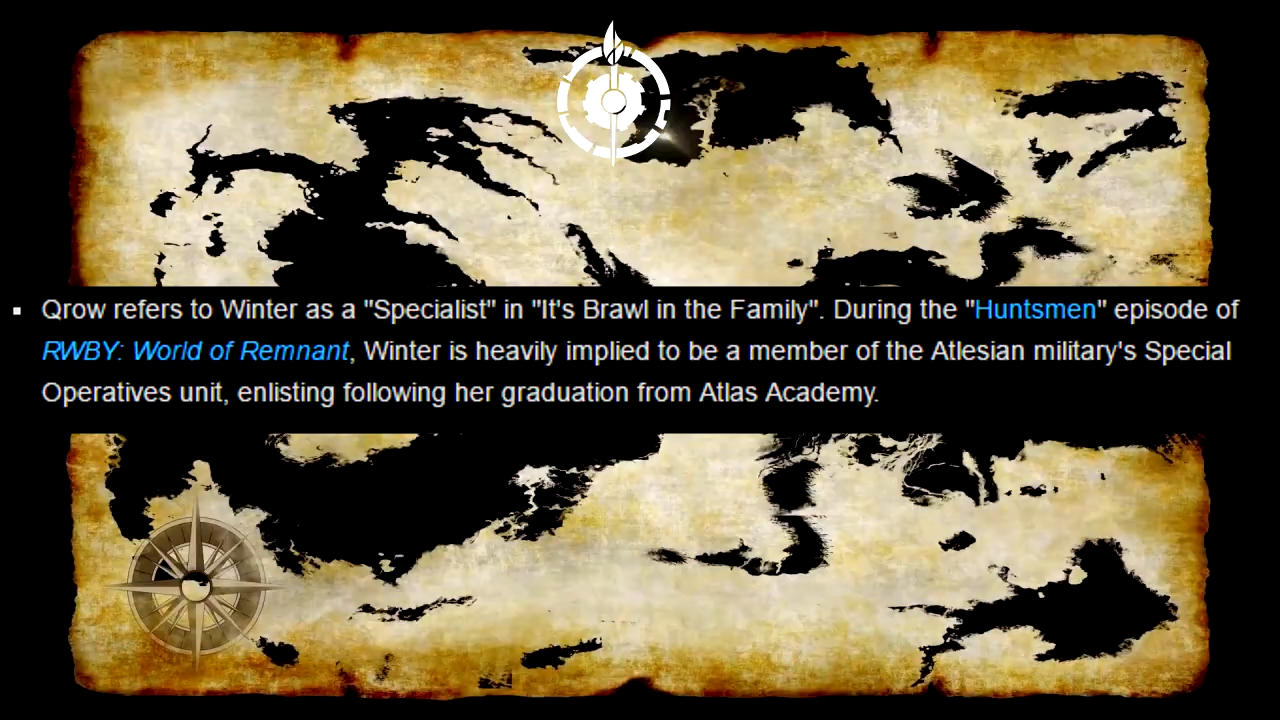 ▪ Qrow refers to Winter as a "Specialist" in "It's Brawl in the Family". During the "Huntsmen" episode of
RWBY: World of Remnant, Winter is heavily implied to be a member of the Atlesian military's Special
Operatives unit, enlisting following her graduation from Atlas Academy.